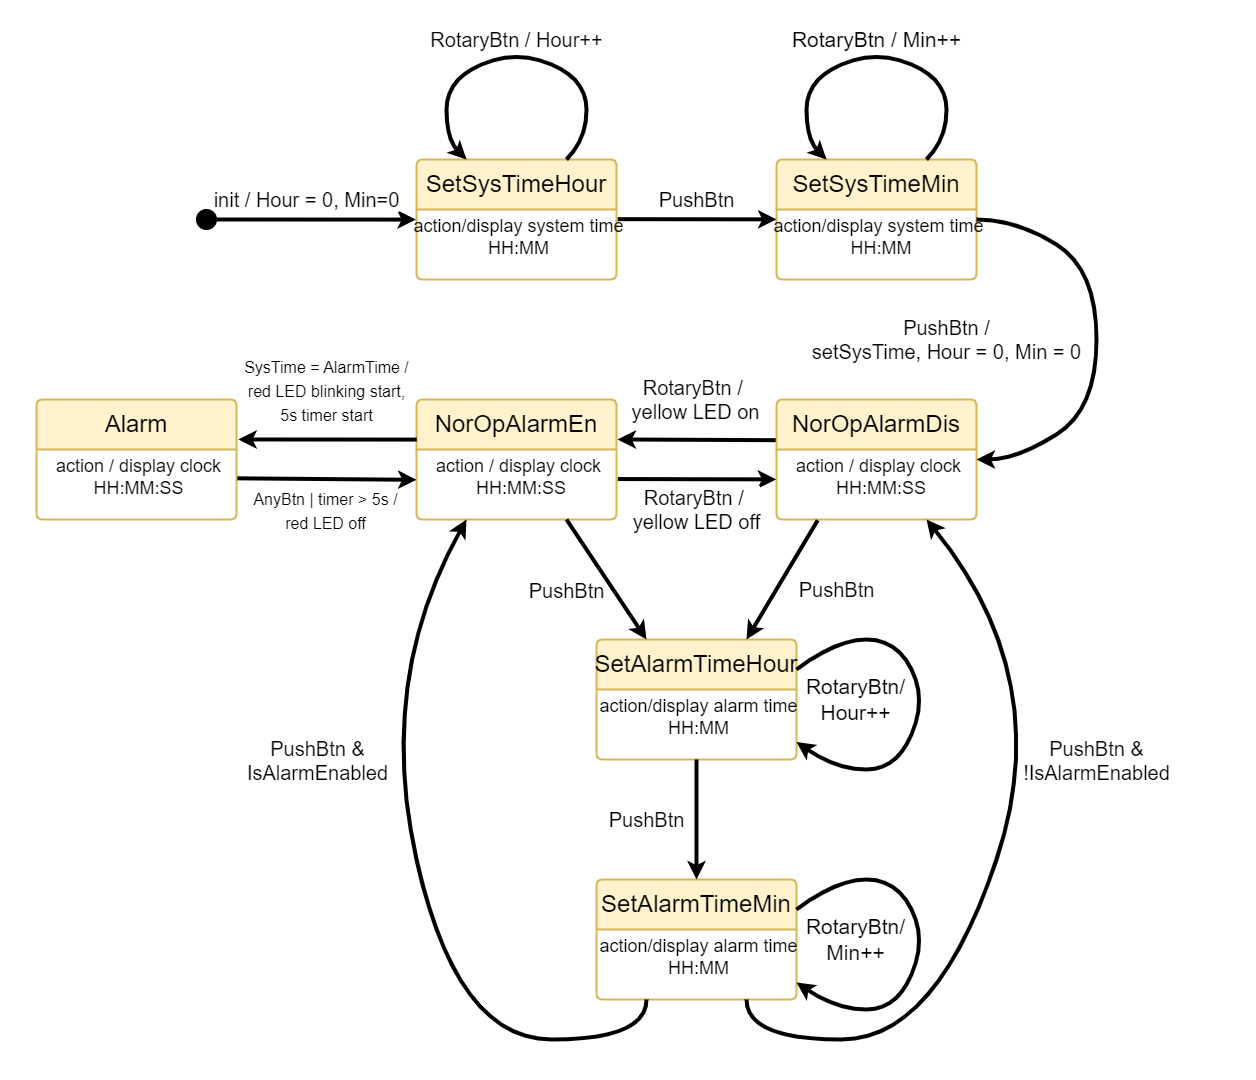 RotaryBtn / Hour++
RotaryBtn / Min++
init / Hour = 0, Min=0
SetSysTimeHour
action/display system time
HH:MM
PushBtn
SetSysTimeMin
action/display system time
HH:MM
PushBtn /
setSysTime, Hour = 0, Min = 0
SysTime = AlarmTime /
red LED blinking start,
5s timer start
Alarm
action / display clock
HH:MM:SS
AnyBtn | timer > 5s /
red LED off
NorOpAlarmEn
action / display clock
HH:MM:SS
RotaryBtn /
yellow LED on
RotaryBtn /
yellow LED off
NorOpAlarmDis
action / display clock
HH:MM:SS
PushBtn
PushBtn
SetAlarmTimeHour
action/display alarm time
HH:MM
RotaryBtn/
Hour++
PushBtn &
IsAlarmEnabled
PushBtn &
!IsAlarmEnabled
PushBtn
SetAlarmTimeMin
action/display alarm time
HH:MM
RotaryBtn/
Min++